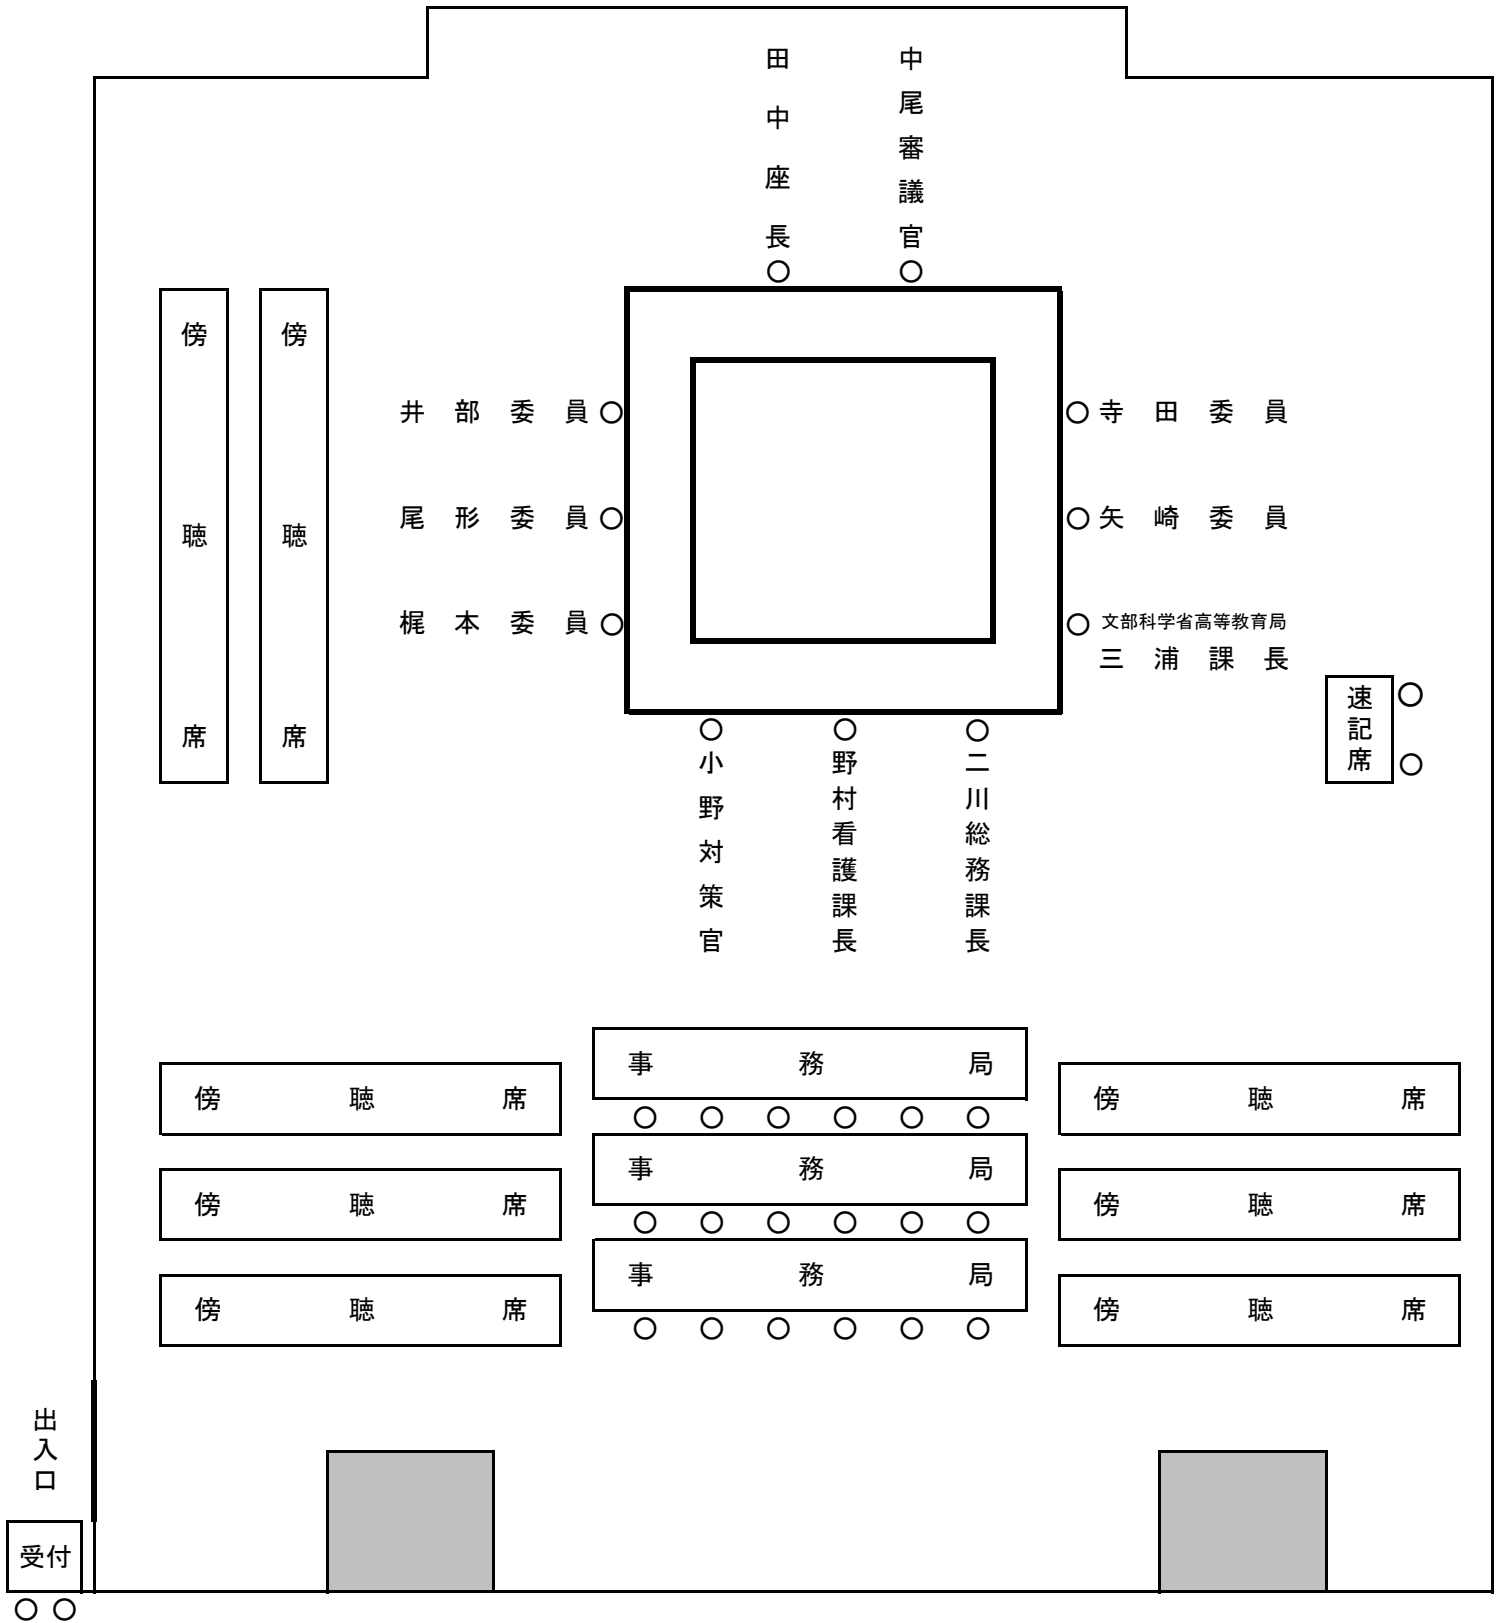 田中座長
中尾審議官
傍聴席
傍聴席
井部委員
寺田委員
尾形委員
矢崎委員
梶本委員
文部科学省高等教育局
三浦課長
速記席
小野対策官
野村看護課長
二川総務課長
事務局
傍聴席
傍聴席
事務局
傍聴席
傍聴席
事務局
傍聴席
傍聴席
出入口
受付